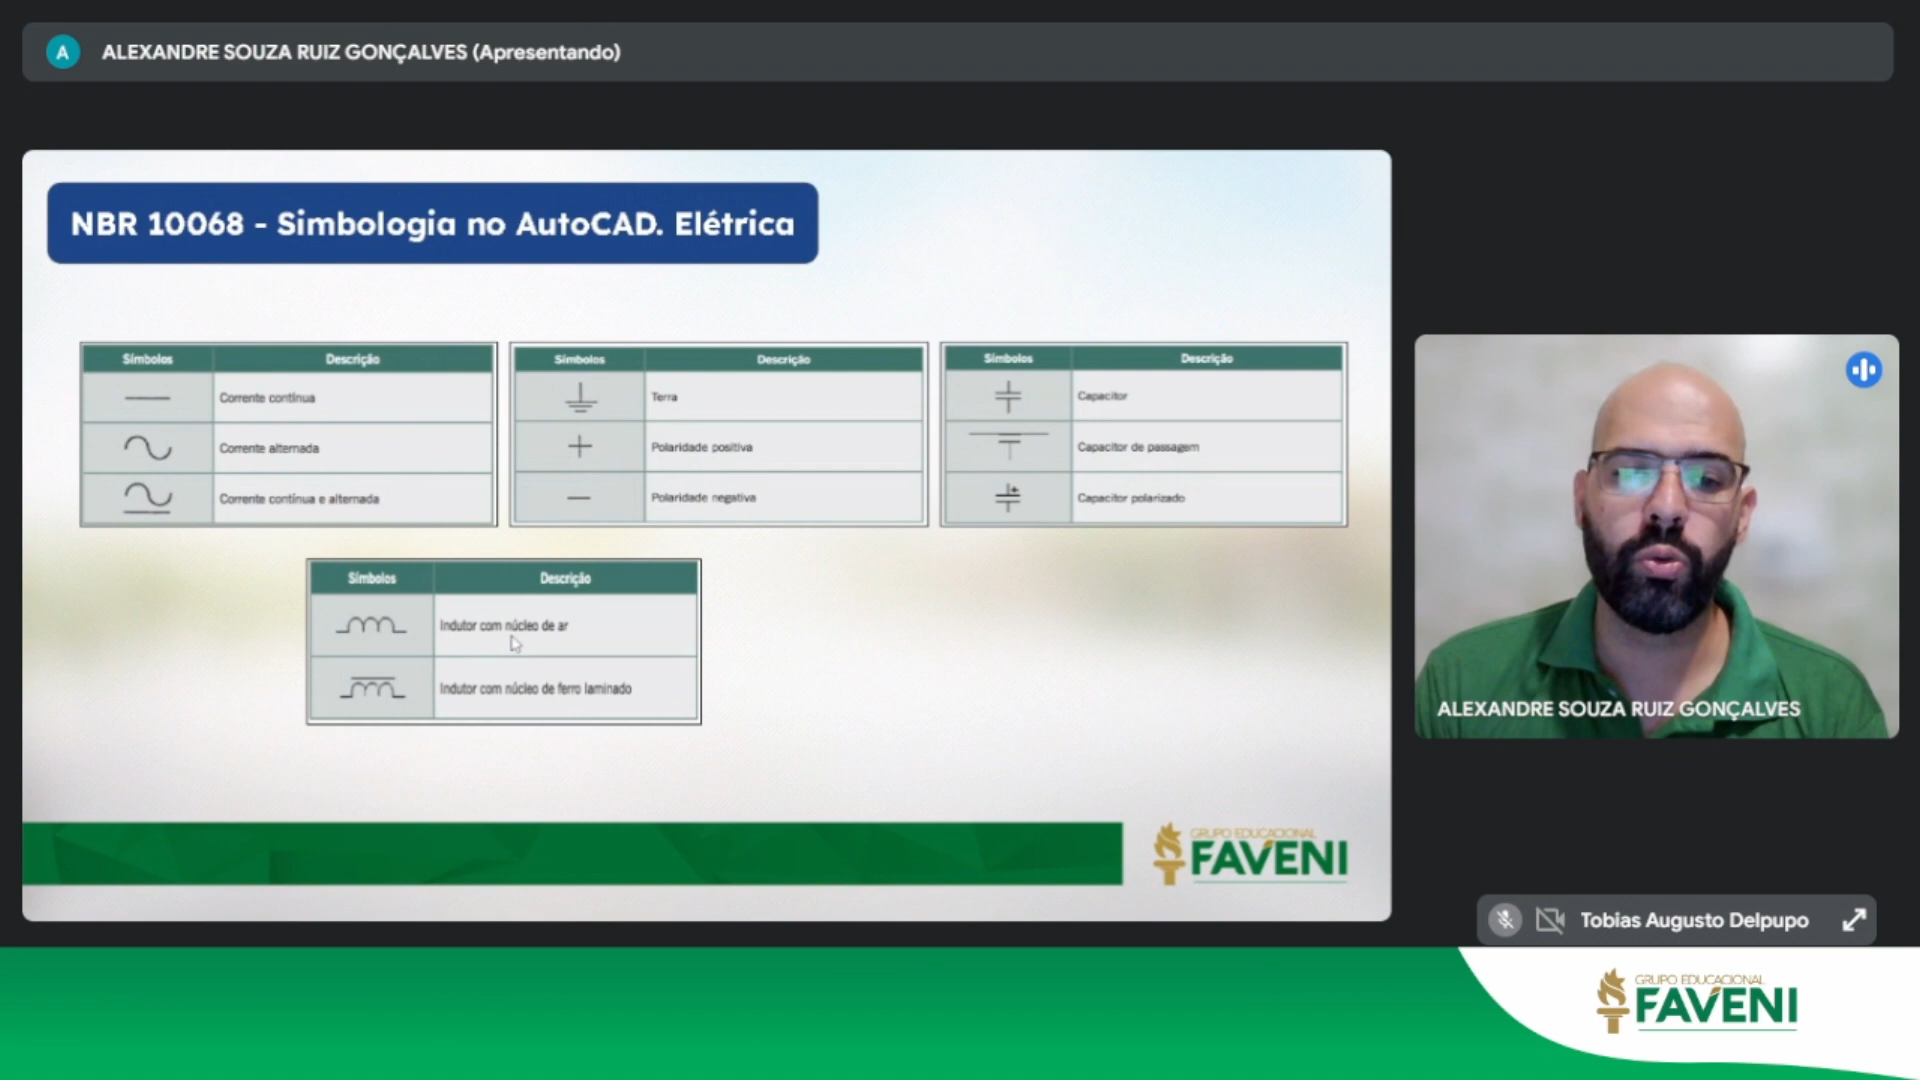 A ALEXANDRE SOUZA RUIZ GONÇALVES (Apresentando)
NBR 10068 - Simbologia no AutoCAD. Elétrica
Símbolos Descrição
Corrente contínua
Corrente alternada
Corrente contínua e alternada
Símbolos Descrição
Terra
Polaridade positiva
Polaridade negativa
Símbolos Descrição
Capacitor
Capacitor de passagem
Capacitor polarizado
Símbolos Descrição
Indutor com núcleo de ar
Indutor com núcleo de ferro laminado
GRUPO EDUCACIONAL
FAVENI
ALEXANDRE SOUZA RUIZ GONÇALVES
Tobias Augusto Delpupo
GRUPO EDUCACIONAL
FAVENI